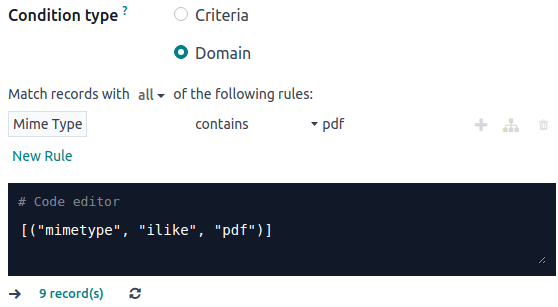 Condition type ?
Criteria
Domain
Match records with all of the following rules:
Mime Type contains pdf
New Rule
# Code editor
[("mimetype", "ilike", "pdf")]
9 record(s)